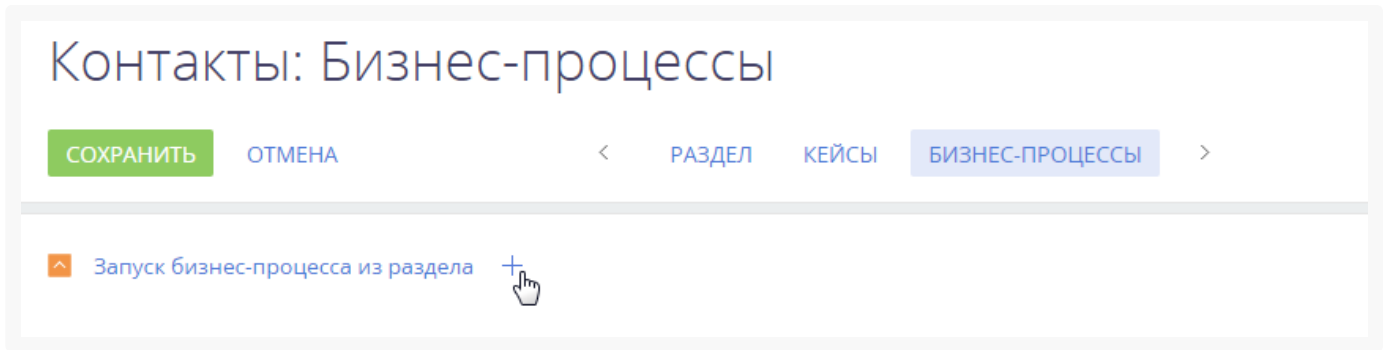 Контакты: Бизнес-процессы
СОХРАНИТЬ ОТМЕНА < РАЗДЕЛ КЕЙСЫ БИЗНЕС-ПРОЦЕССЫ >
Запуск бизнес-процесса из раздела +